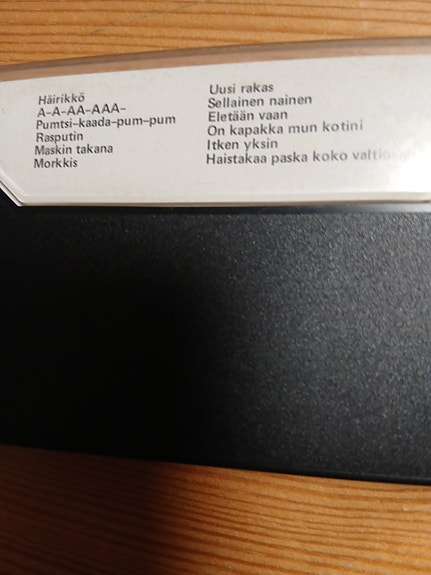 Häirikkö
A-A-AA-AAA-
Pumtsi-kaada-pum-pum
Rasputin
Maskin takana
Morkkis
Uusi rakas
Sellainen nainen
Eletään vaan
On kapakka mun kotini
Itken yksin
Haistakaa paska koko